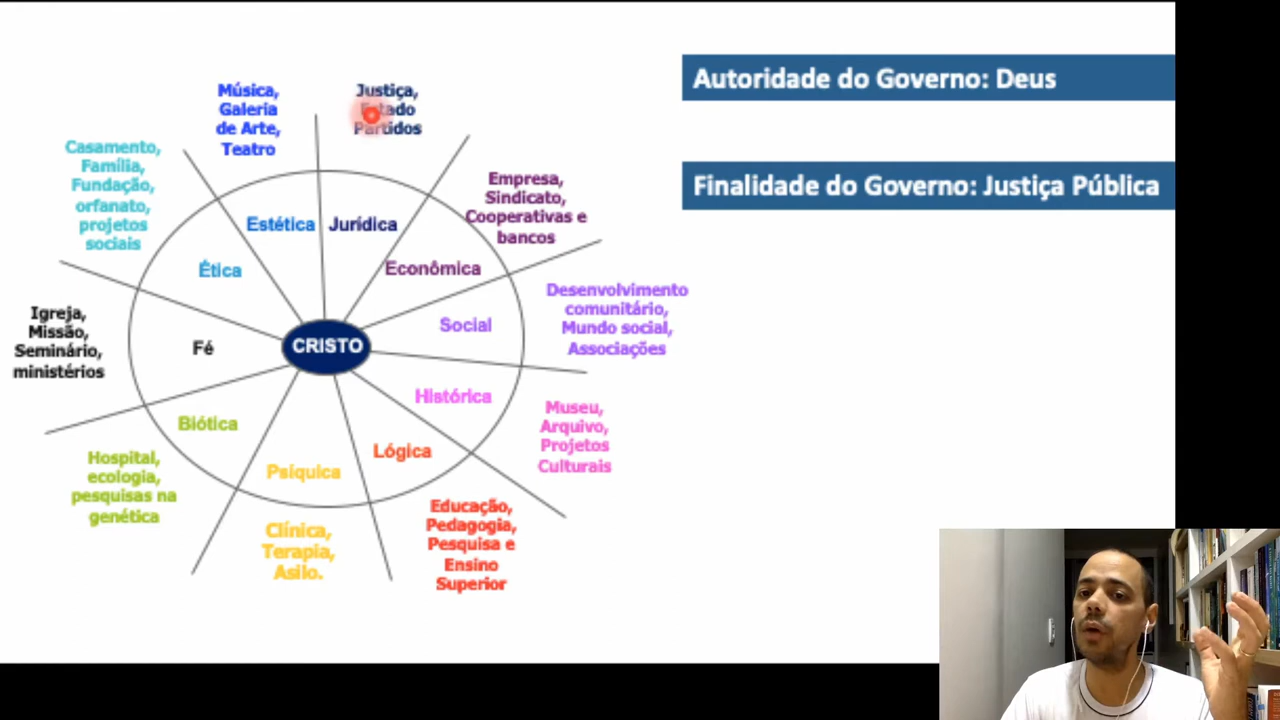 Autoridade do Governo: Deus
Finalidade do Governo: Justiça Pública
Música,
Galeria
de Arte,
Teatro
Justiça,
Estado
Partidos
Casamento,
Família,
Fundação,
orfanato,
projetos
sociais
Empresa,
Sindicato,
Cooperativas e
bancos
Estética
Jurídica
Ética
Econômica
Desenvolvimento
comunitário,
Mundo social,
Associações
Igreja,
Missão,
Seminário,
ministérios
Fé
CRISTO
Social
Biótica
Histórica
Museu,
Arquivo,
Projetos
Culturais
Psíquica
Lógica
Hospital,
ecologia,
pesquisas na
genética
Clínica,
Terapia,
Asilo.
Educação,
Pedagogia,
Pesquisa e
Ensino
Superior